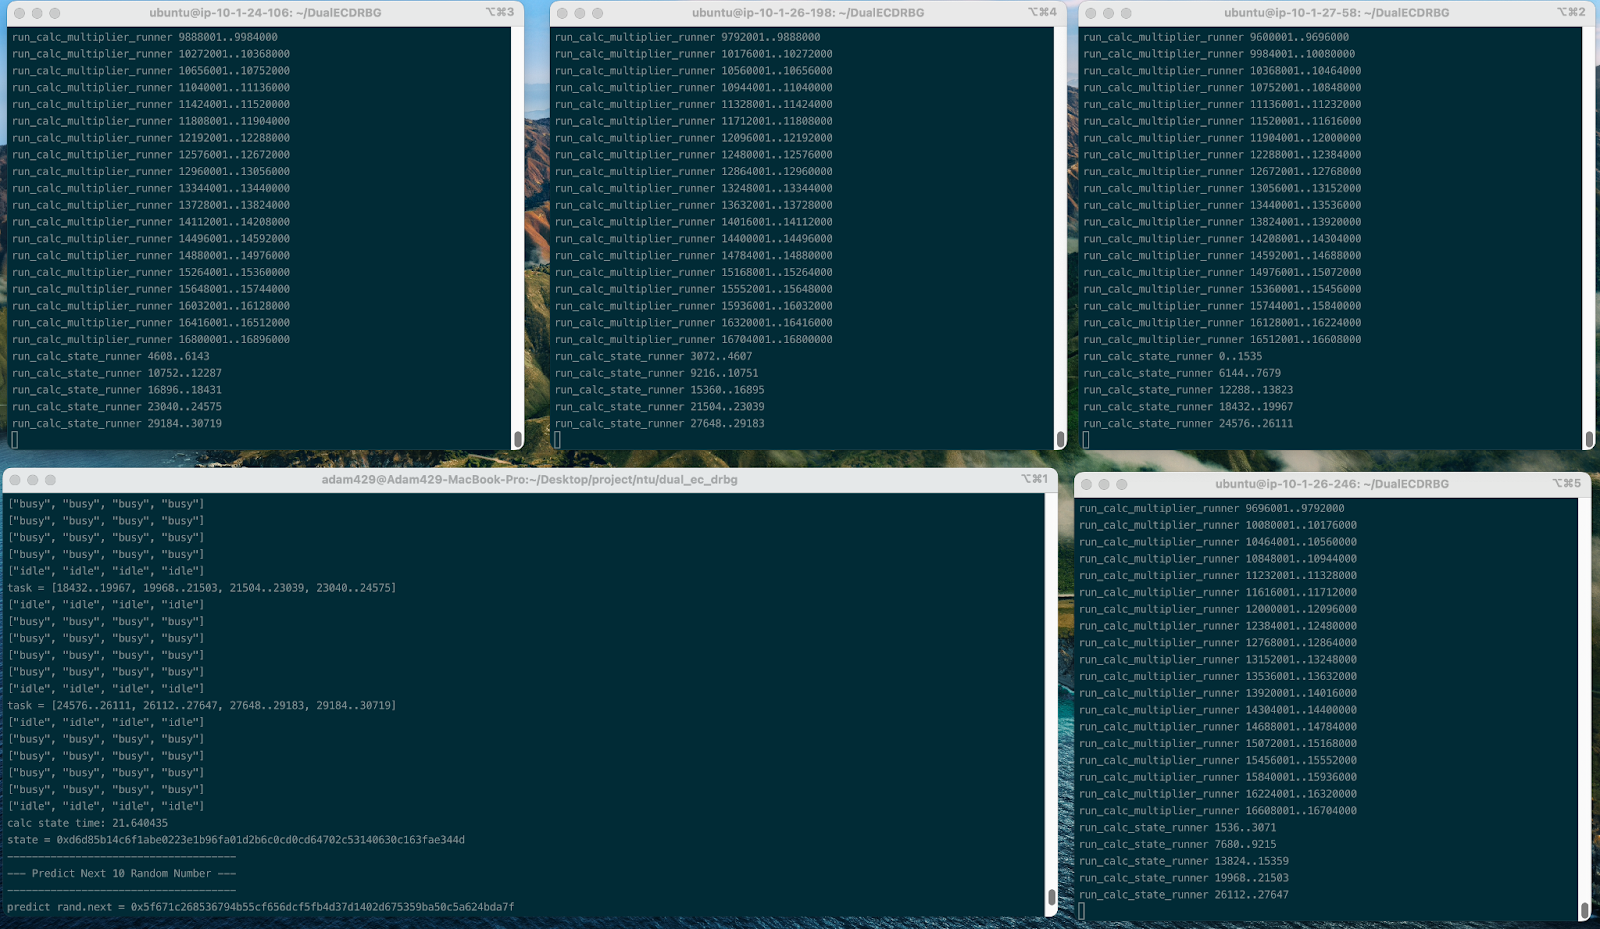 ubuntu@ip-10-1-24-106: ~/DualECDRBG
⌥⌘3
run_calc_multiplier_runner 9888001..9984000
run_calc_multiplier_runner 10272001..10368000
run_calc_multiplier_runner 10656001..10752000
run_calc_multiplier_runner 11040001..11136000
run_calc_multiplier_runner 11424001..11520000
run_calc_multiplier_runner 11808001..11904000
run_calc_multiplier_runner 12192001..12288000
run_calc_multiplier_runner 12576001..12672000
run_calc_multiplier_runner 12960001..13056000
run_calc_multiplier_runner 13344001..13440000
run_calc_multiplier_runner 13728001..13824000
run_calc_multiplier_runner 14112001..14208000
run_calc_multiplier_runner 14496001..14592000
run_calc_multiplier_runner 14880001..14976000
run_calc_multiplier_runner 15264001..15360000
run_calc_multiplier_runner 15648001..15744000
run_calc_multiplier_runner 16032001..16128000
run_calc_multiplier_runner 16416001..16512000
run_calc_multiplier_runner 16800001..16896000
run_calc_state_runner 4608..6143
run_calc_state_runner 10752..12287
run_calc_state_runner 16896..18431
run_calc_state_runner 23040..24575
run_calc_state_runner 29184..30719
ubuntu@ip-10-1-26-198: ~/DualECDRBG
⌥⌘4
run_calc_multiplier_runner 9792001..9888000
run_calc_multiplier_runner 10176001..10272000
run_calc_multiplier_runner 10560001..10656000
run_calc_multiplier_runner 10944001..11040000
run_calc_multiplier_runner 11328001..11424000
run_calc_multiplier_runner 11712001..11808000
run_calc_multiplier_runner 12096001..12192000
run_calc_multiplier_runner 12480001..12576000
run_calc_multiplier_runner 12864001..12960000
run_calc_multiplier_runner 13248001..13344000
run_calc_multiplier_runner 13632001..13728000
run_calc_multiplier_runner 14016001..14112000
run_calc_multiplier_runner 14400001..14496000
run_calc_multiplier_runner 14784001..14880000
run_calc_multiplier_runner 15168001..15264000
run_calc_multiplier_runner 15552001..15648000
run_calc_multiplier_runner 15936001..16032000
run_calc_multiplier_runner 16320001..16416000
run_calc_multiplier_runner 16704001..16800000
run_calc_state_runner 3072..4607
run_calc_state_runner 9216..10751
run_calc_state_runner 15360..16895
run_calc_state_runner 21504..23039
run_calc_state_runner 27648..29183
ubuntu@ip-10-1-27-58: ~/DualECDRBG
⌥⌘2
run_calc_multiplier_runner 9600001..9696000
run_calc_multiplier_runner 9984001..10080000
run_calc_multiplier_runner 10368001..10464000
run_calc_multiplier_runner 10752001..10848000
run_calc_multiplier_runner 11136001..11232000
run_calc_multiplier_runner 11520001..11616000
run_calc_multiplier_runner 11904001..12000000
run_calc_multiplier_runner 12288001..12384000
run_calc_multiplier_runner 12672001..12768000
run_calc_multiplier_runner 13056001..13152000
run_calc_multiplier_runner 13440001..13536000
run_calc_multiplier_runner 13824001..13920000
run_calc_multiplier_runner 14208001..14304000
run_calc_multiplier_runner 14592001..14688000
run_calc_multiplier_runner 14976001..15072000
run_calc_multiplier_runner 15360001..15456000
run_calc_multiplier_runner 15744001..15840000
run_calc_multiplier_runner 16128001..16224000
run_calc_multiplier_runner 16512001..16608000
run_calc_state_runner 0..1535
run_calc_state_runner 6144..7679
run_calc_state_runner 12288..13823
run_calc_state_runner 18432..19967
run_calc_state_runner 24576..26111
adam429@Adam429-MacBook-Pro:~/Desktop/project/ntu/dual_ec_drbg
⌥⌘1
["busy", "busy", "busy", "busy"]
["busy", "busy", "busy", "busy"]
["busy", "busy", "busy", "busy"]
["busy", "busy", "busy", "busy"]
["idle", "idle", "idle", "idle"]
task = [18432..19967, 19968..21503, 21504..23039, 23040..24575]
["idle", "idle", "idle", "idle"]
["busy", "busy", "busy", "busy"]
["busy", "busy", "busy", "busy"]
["busy", "busy", "busy", "busy"]
["busy", "busy", "busy", "busy"]
["idle", "idle", "idle", "idle"]
task = [24576..26111, 26112..27647, 27648..29183, 29184..30719]
["idle", "idle", "idle", "idle"]
["busy", "busy", "busy", "busy"]
["busy", "busy", "busy", "busy"]
["busy", "busy", "busy", "busy"]
["busy", "busy", "busy", "busy"]
["idle", "idle", "idle", "idle"]
calc state time: 21.640435
state = 0xd6d85b14c6f1abe0223e1b96fa01d2b6c0cd0cd64702c53140630c163fae344d
--------------------------------------
--- Predict Next 10 Random Number ---
--------------------------------------
predict rand.next = 0x5f671c268536794b55cf656dcf5fb4d37d1402d675359ba50c5a624bda7f
ubuntu@ip-10-1-26-246: ~/DualECDRBG
⌥⌘5
run_calc_multiplier_runner 9696001..9792000
run_calc_multiplier_runner 10080001..10176000
run_calc_multiplier_runner 10464001..10560000
run_calc_multiplier_runner 10848001..10944000
run_calc_multiplier_runner 11232001..11328000
run_calc_multiplier_runner 11616001..11712000
run_calc_multiplier_runner 12000001..12096000
run_calc_multiplier_runner 12384001..12480000
run_calc_multiplier_runner 12768001..12864000
run_calc_multiplier_runner 13152001..13248000
run_calc_multiplier_runner 13536001..13632000
run_calc_multiplier_runner 13920001..14016000
run_calc_multiplier_runner 14304001..14400000
run_calc_multiplier_runner 14688001..14784000
run_calc_multiplier_runner 15072001..15168000
run_calc_multiplier_runner 15456001..15552000
run_calc_multiplier_runner 15840001..15936000
run_calc_multiplier_runner 16224001..16320000
run_calc_multiplier_runner 16608001..16704000
run_calc_state_runner 1536..3071
run_calc_state_runner 7680..9215
run_calc_state_runner 13824..15359
run_calc_state_runner 19968..21503
run_calc_state_runner 26112..27647